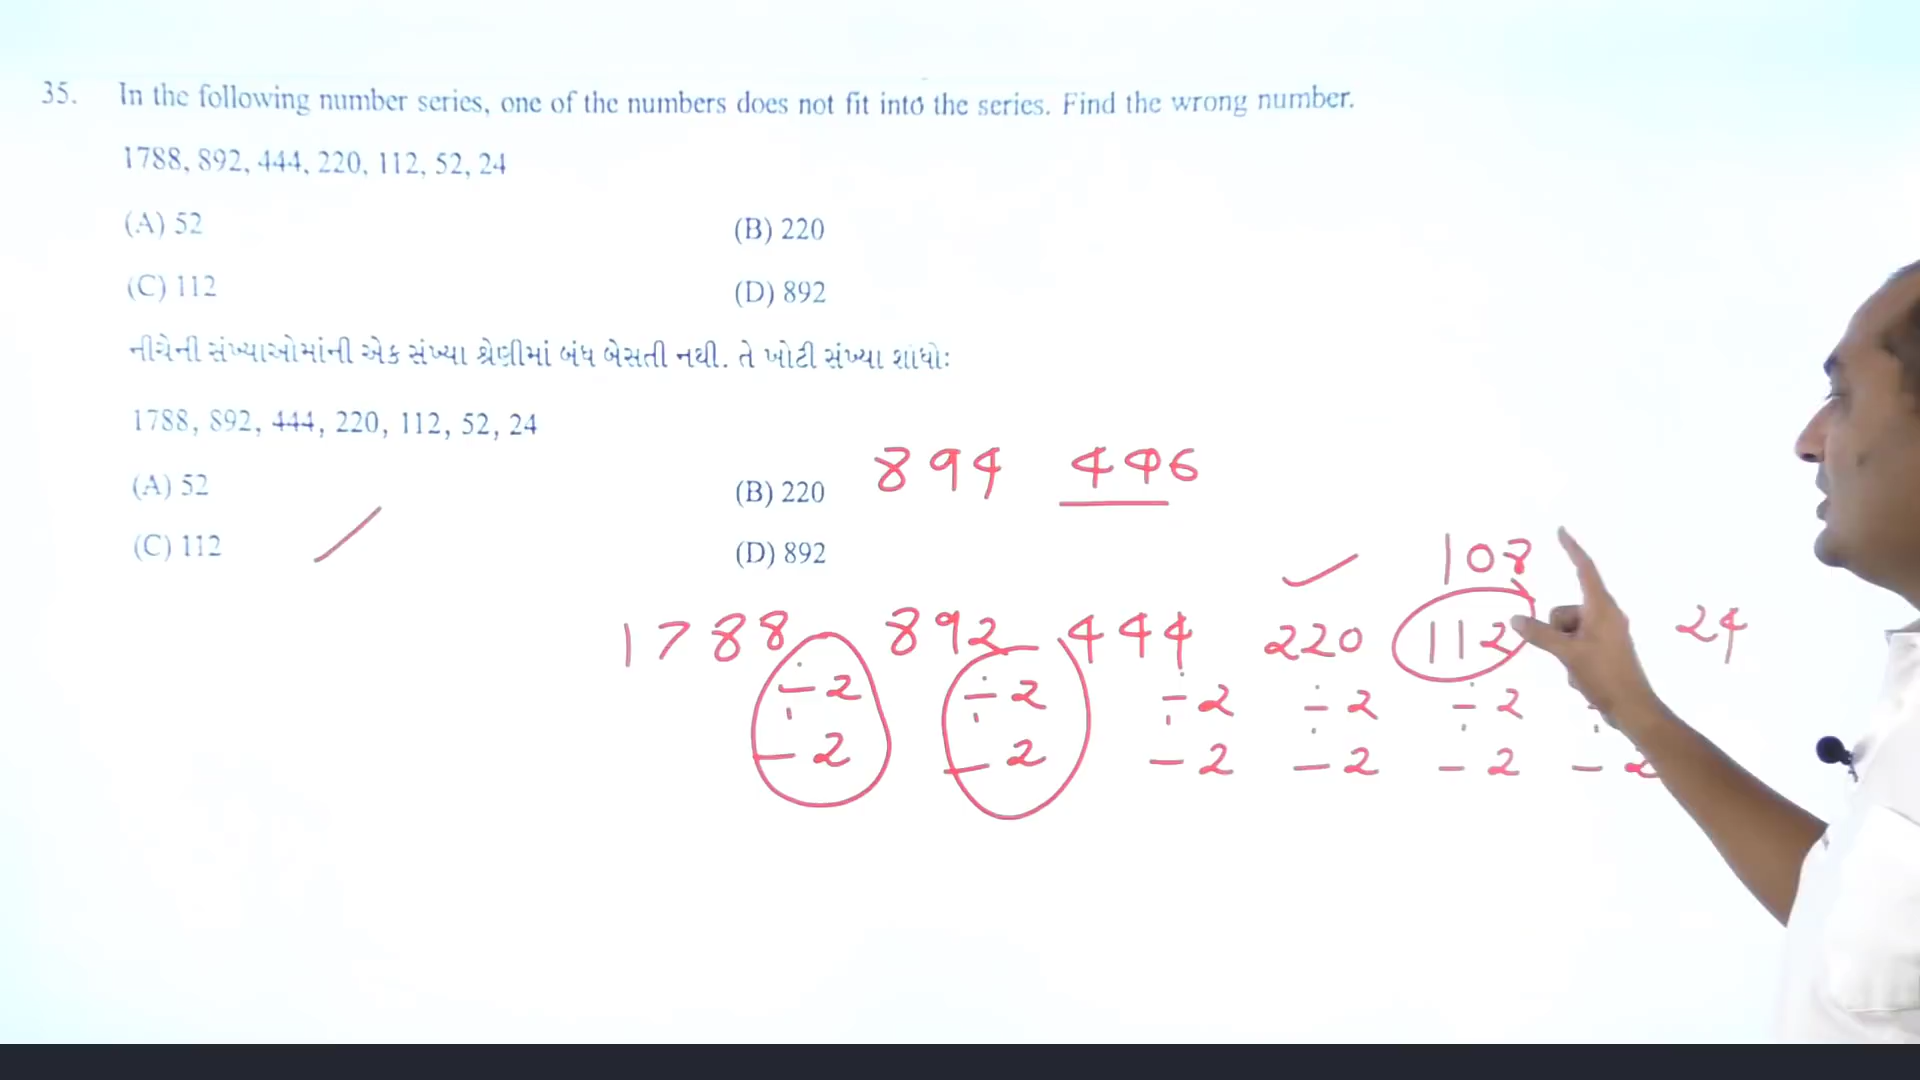 35. In the following number series, one of the numbers does not fit into the series. Find the wrong number.
1788, 892, 444, 220, 112, 52, 24
(A) 52 (B) 220
(C) 112 (D) 892
નીચેની સંખ્યાઓમાંની એક સંખ્યા શ્રેણીમાં બંધ બેસતી નથી. તે ખોટી સંખ્યા શોધોઃ
1788, 892, 444, 220, 112, 52, 24
(A) 52 (B) 220
(C) 112 (D) 892
894 446
108
1788 892 444 220 112 24
÷2 ÷2 ÷2 ÷2 ÷2
-2 -2 -2 -2 -2 -2